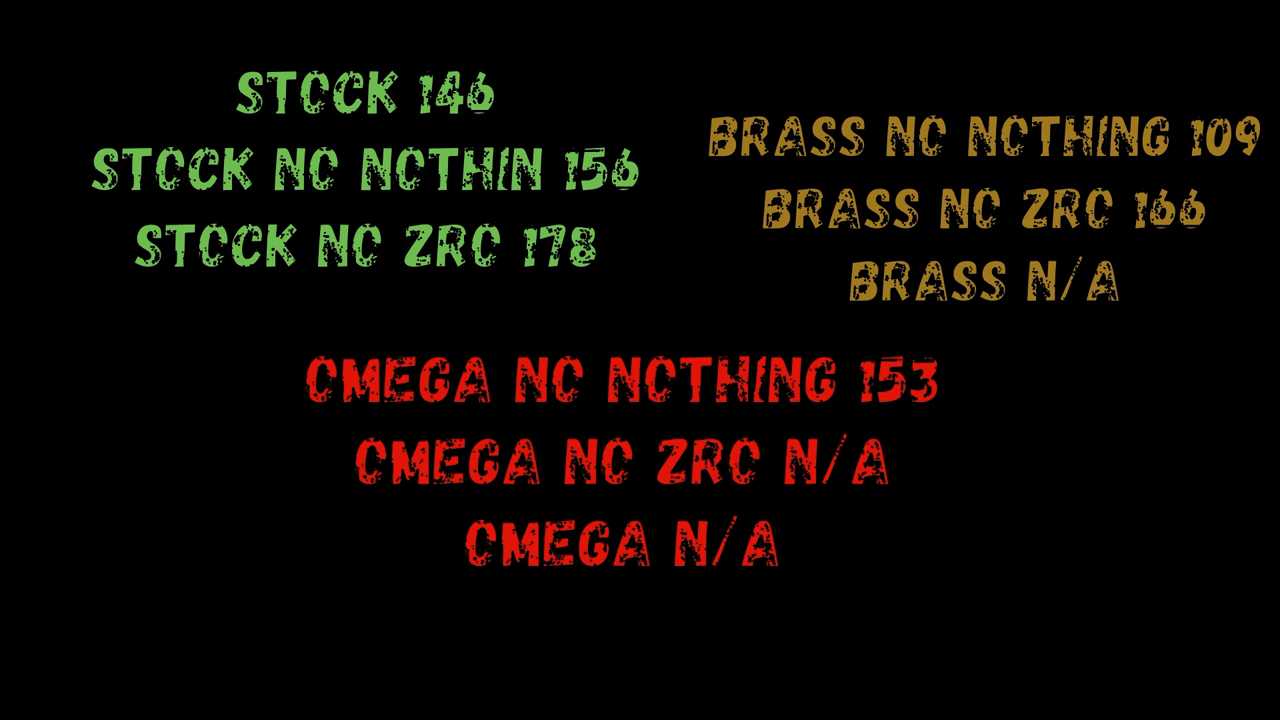 STOCK 146
STOCK NO NOTHIN 156
STOCK NO ZRO 178
BRASS NO NOTHING 109
BRASS NO ZRO 166
BRASS N/A
OMEGA NO NOTHING 153
OMEGA NO ZRO N/A
OMEGA N/A